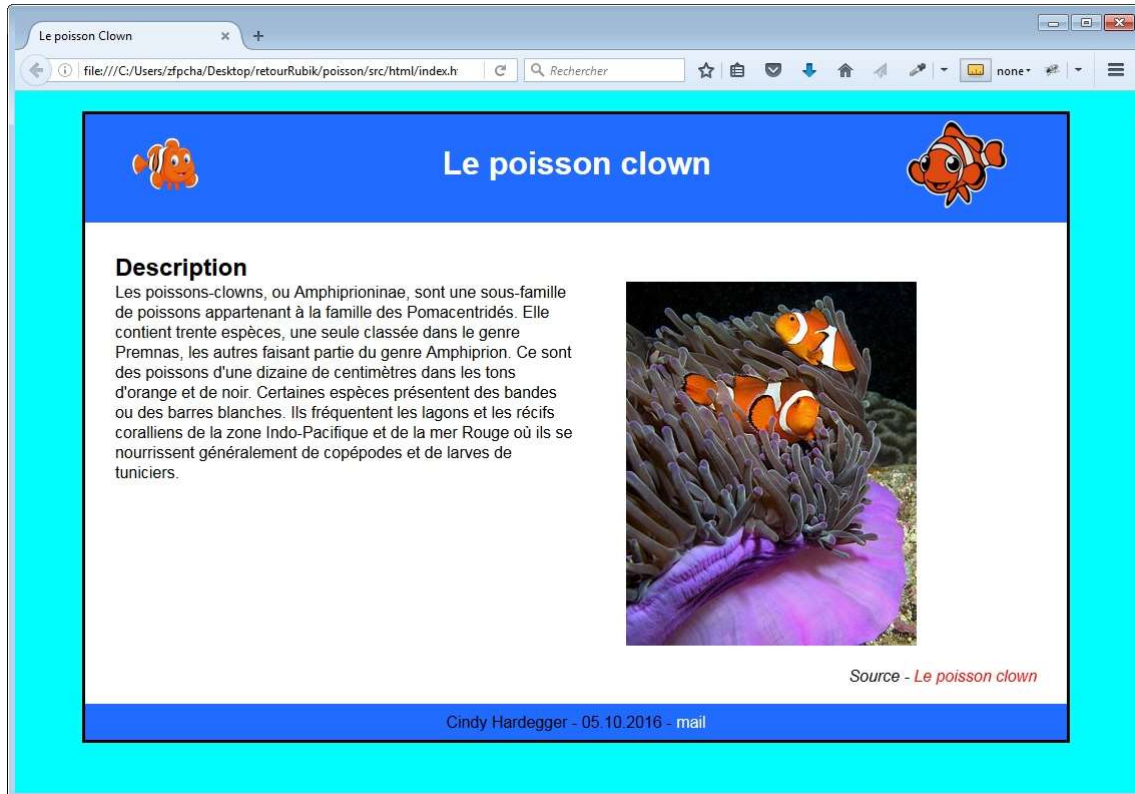 Le poisson Clown
file:///C:/Users/zfpcha/Desktop/retourRubik/poisson/src/html/index.h
Rechercher
none
Le poisson clown
Description
Les poissons-clowns, ou Amphiprioninae, sont une sous-famille
de poissons appartenant à la famille des Pomacentridés. Elle
contient trente espèces, une seule classée dans le genre
Premnas, les autres faisant partie du genre Amphiprion. Ce sont
des poissons d'une dizaine de centimètres dans les tons
d'orange et de noir. Certaines espèces présentent des bandes
ou des barres blanches. Ils fréquentent les lagons et les récifs
coralliens de la zone Indo-Pacifique et de la mer Rouge où ils se
nourrissent généralement de copépodes et de larves de
tuniciers.
Source - Le poisson clown
Cindy Hardegger - 05.10.2016 - mail